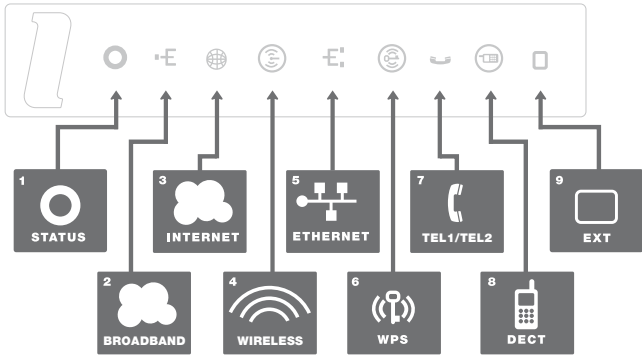 1
STATUS
2
BROADBAND
3
INTERNET
4
WIRELESS
5
ETHERNET
6
WPS
7
TEL1/TEL2
8
DECT
9
EXT